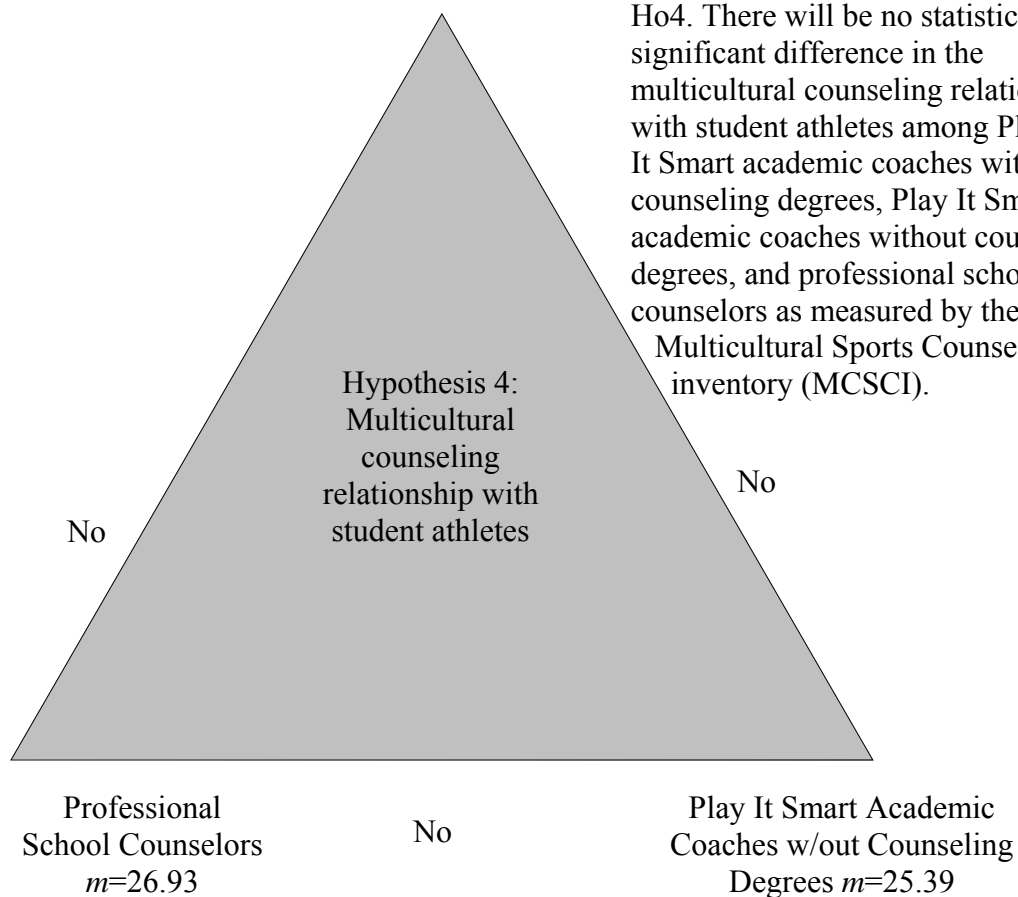 Ho4. There will be no statistic
significant difference in the
multicultural counseling relati
with student athletes among Pl
It Smart academic coaches wit
counseling degrees, Play It Sm
academic coaches without cou
degrees, and professional scho
counselors as measured by the
Multicultural Sports Counse
inventory (MCSCI).
Hypothesis 4:
Multicultural
counseling
relationship with
student athletes
No
No
Professional
School Counselors
m=26.93
No
Play It Smart Academic
Coaches w/out Counseling
Degrees m=25.39